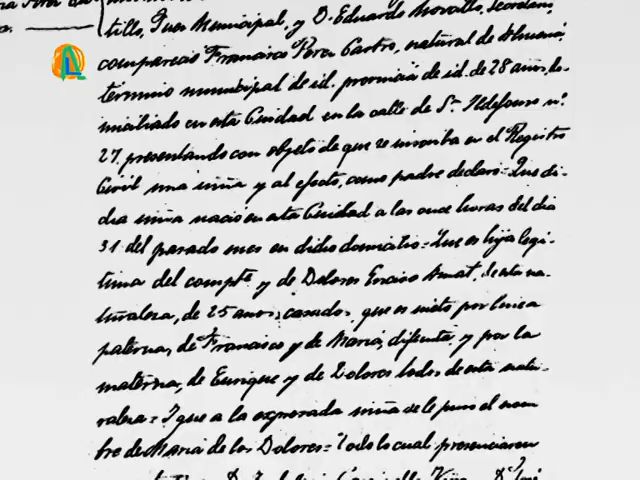 tillo, Juez Municipal, y D. Eduardo Novallo, Secretario
compareció Francisco Pera Castro, natural de Almería,
término municipal de id. provincia de id. de 28 años, do-
miciliado en esta Ciudad en la calle de Sn. Ildefonso nº.
27, presentando con objeto de que se inscriba en el Registro
Civil una niña y al efecto, como padre declaró = Que di-
cha niña nació en esta Ciudad a las once horas del día
31 del pasado mes en dicho domicilio = Que es hija legí-
tima del compte. y de Dolores Enciso Amat, de esta na-
turaleza, de 25 años, casados, que es nieta por línea
paterna, de Francisco y de María, difunta y por la
materna, de Enrique y de Dolores todos de esta natu-
raleza = Y que a la expresada niña se le puso el nom-
bre de María de los Dolores = Todo lo cual presenciaron